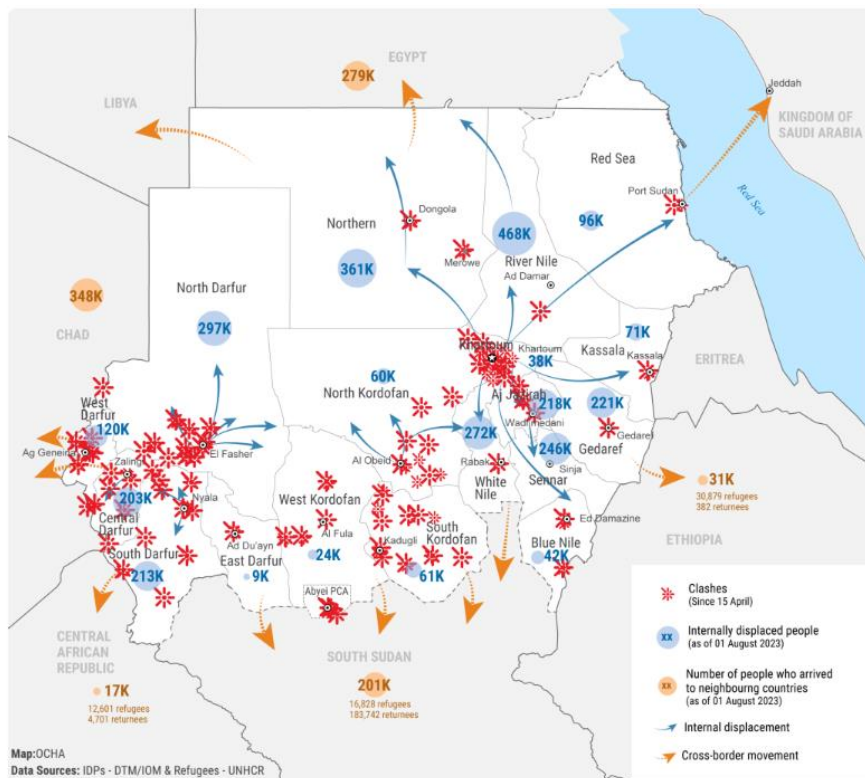 EGYPT
279K
Jeddah
LIBYA
KINGDOM OF
SAUDI ARABIA
Red Sea
Red Sea
Port Sudan
Dongola
Northern
96K
468K
361K
Merowe
River Nile
Ad Damar
North Darfur
348K
297K
CHAD
71K
Kassala
Kassala
ERITREA
Khartoum
Khartoum
38K
60K
North Kordofan
Aj Jazirah
West
Darfur
120K
218K
221K
Wad Medani
Gedaref
Gedaref
272K
246K
Ag Geneina
El Fasher
Zalingi
Al Obeid
Rabak
Sinja
Sennar
White
Nile
31K
30,879 refugees
382 returnees
203K
Nyala
West Kordofan
Central
Darfur
South Darfur
Al Fula
Ad Du'ayn
East Darfur
South
Kordofan
Kadugli
Ed Damazine
Blue Nile
42K
ETHIOPIA
213K
9K
24K
61K
Abyei PCA
CENTRAL
AFRICAN
REPUBLIC
17K
12,601 refugees
4,701 returnees
SOUTH SUDAN
201K
16,828 refugees
183,742 returnees
Clashes
(Since 15 April)
xx
Internally displaced people
(as of 01 August 2023)
xx
Number of people who arrived
to neighbourng countries
(as of 01 August 2023)
Internal displacement
Cross-border movement
Map:OCHA
Data Sources: IDPs - DTM/IOM & Refugees - UNHCR